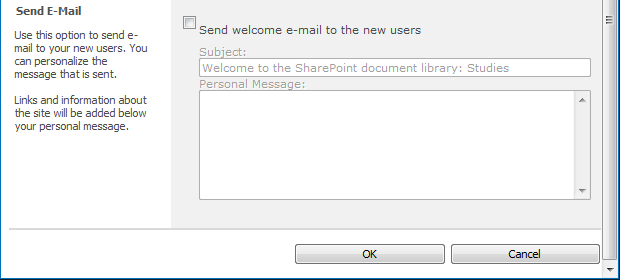 Send E-Mail
Use this option to send e-
mail to your new users. You
can personalize the
message that is sent.
Links and information about
the site will be added below
your personal message.
Send welcome e-mail to the new users
Subject:
Welcome to the SharePoint document library: Studies
Personal Message:
OK
Cancel